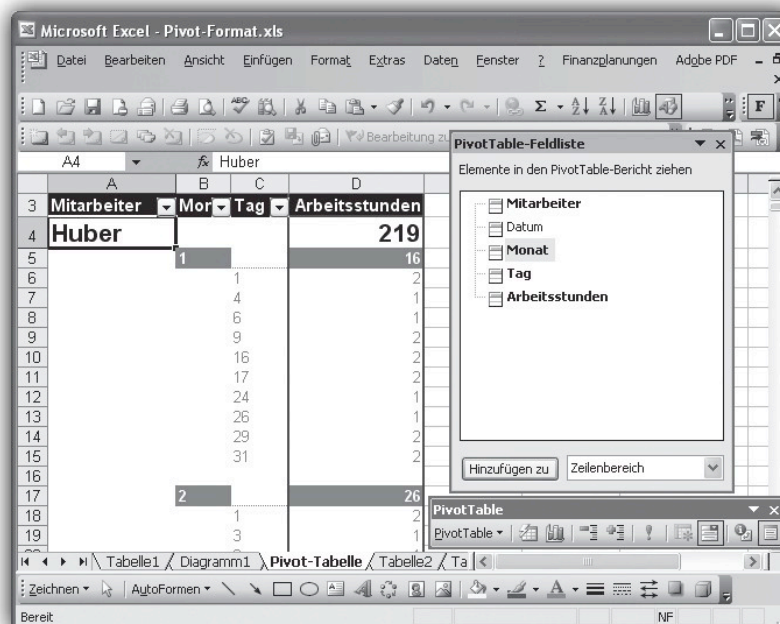 Microsoft Excel - Pivot-Format.xls
Datei Bearbeiten Ansicht Einfügen Format Extras Daten Fenster ? Finanzplanungen Adobe PDF
F
Bearbeitung
A4 fx Huber
A B C D
3 Mitarbeiter Mor Tag Arbeitsstunden
4 Huber 219
5 1 16
6 1 2
7 4 1
8 6 1
9 9 2
10 16 2
11 17 2
12 24 1
13 26 1
14 29 2
15 31 2
16
17 2 26
18 1 2
19 3 1
PivotTable-Feldliste
Elemente in den PivotTable-Bericht ziehen
Mitarbeiter
Datum
Monat
Tag
Arbeitsstunden
Hinzufügen zu Zeilenbereich
PivotTable
PivotTable
Tabelle1 Diagramm1 Pivot-Tabelle Tabelle2 Ta
Zeichnen AutoFormen
Bereit NF